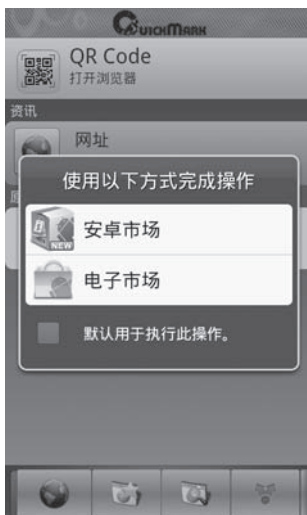 QUICKMARK
QR Code
打开浏览器
资讯
网址
使用以下方式完成操作
安卓市场
NEW
电子市场
默认用于执行此操作。